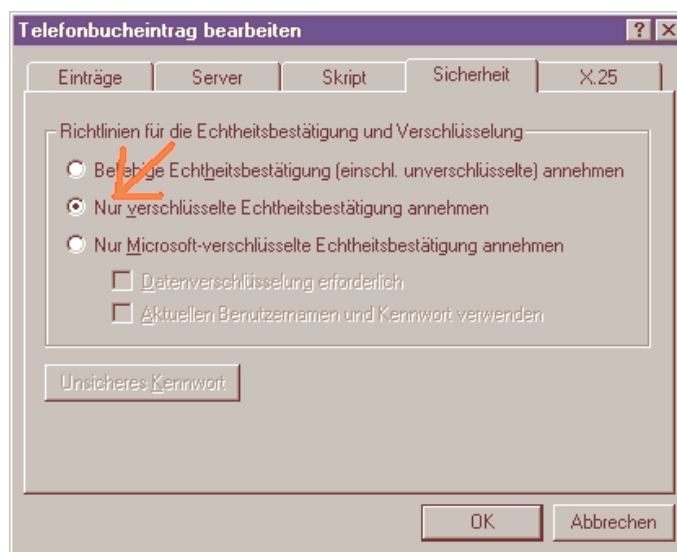 Telefonbucheintrag bearbeiten
Einträge Server Skript Sicherheit X.25
Richtlinien für die Echtheitsbestätigung und Verschlüsselung
Beliebige Echtheitsbestätigung (einschl. unverschlüsselte) annehmen
Nur verschlüsselte Echtheitsbestätigung annehmen
Nur Microsoft-verschlüsselte Echtheitsbestätigung annehmen
Datenverschlüsselung erforderlich
Aktuellen Benutzernamen und Kennwort verwenden
Unsicheres Kennwort
OK Abbrechen